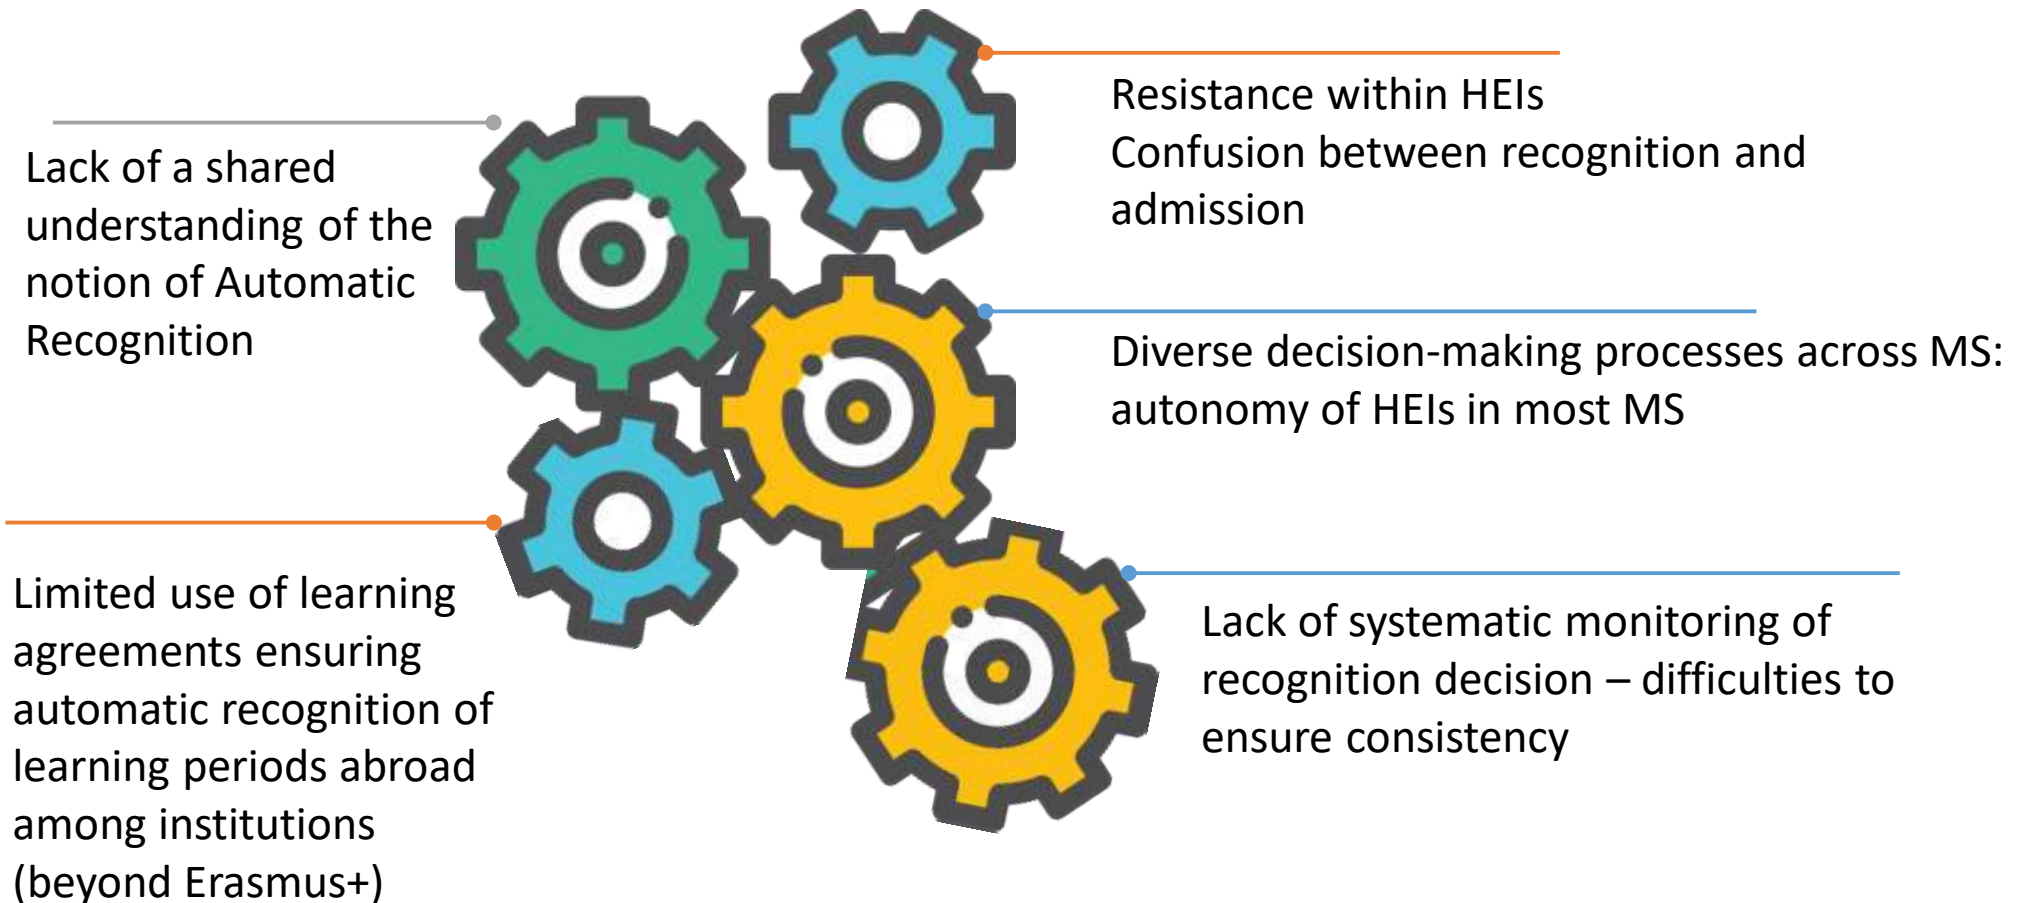 Lack of a shared
understanding of the
notion of Automatic
Recognition
Resistance within HEIs
Confusion between recognition and
admission
Diverse decision-making processes across MS:
autonomy of HEIs in most MS
Limited use of learning
agreements ensuring
automatic recognition of
learning periods abroad
among institutions
(beyond Erasmus+)
Lack of systematic monitoring of
recognition decision – difficulties to
ensure consistency